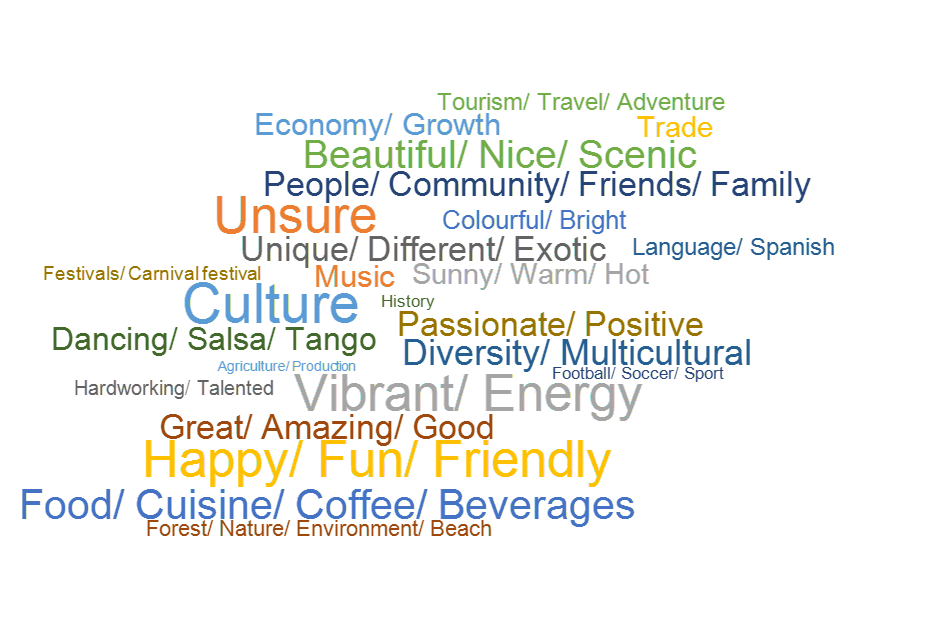 Tourism/ Travel/ Adventure
Economy/ Growth
Trade
Beautiful/ Nice/ Scenic
People/ Community/ Friends/ Family
Unsure
Colourful/ Bright
Unique/ Different/ Exotic
Language/ Spanish
Festivals/ Carnival festival
Music
Sunny/ Warm/ Hot
Culture
History
Passionate/ Positive
Dancing/ Salsa/ Tango
Diversity/ Multicultural
Agriculture/ Production
Football/ Soccer/ Sport
Hardworking/ Talented
Vibrant/ Energy
Great/ Amazing/ Good
Happy/ Fun/ Friendly
Food/ Cuisine/ Coffee/ Beverages
Forest/ Nature/ Environment/ Beach